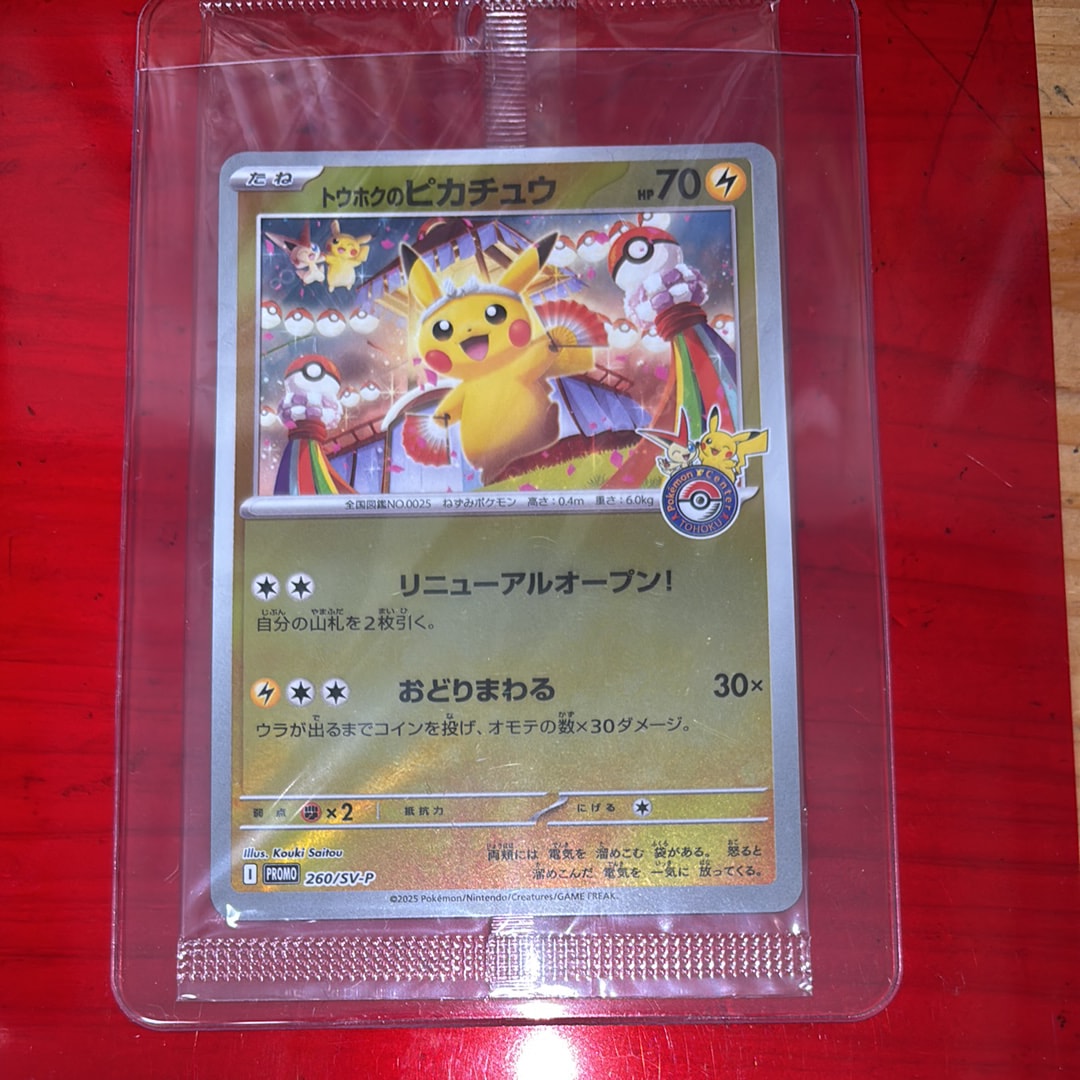 たね トウホクのピカチュウ HP 70
全国図鑑NO.0025 ねずみポケモン 高さ:0.4m 重さ:6.0kg
Pokémon Center
TOHOKU
リニューアルオープン!
自分の山札を2枚引く。
おどりまわる 30×
ウラが出るまでコインを投げ、オモテの数×30ダメージ。
弱点 ×2 抵抗力 にげる
Illus. Kouki Saitou
両頬には 電気を 溜めこむ 袋がある。 怒ると
I PROMO 260/SV-P
溜めこんだ 電気を 一気に 放ってくる。
©2025 Pokémon/Nintendo/Creatures/GAME FREAK.